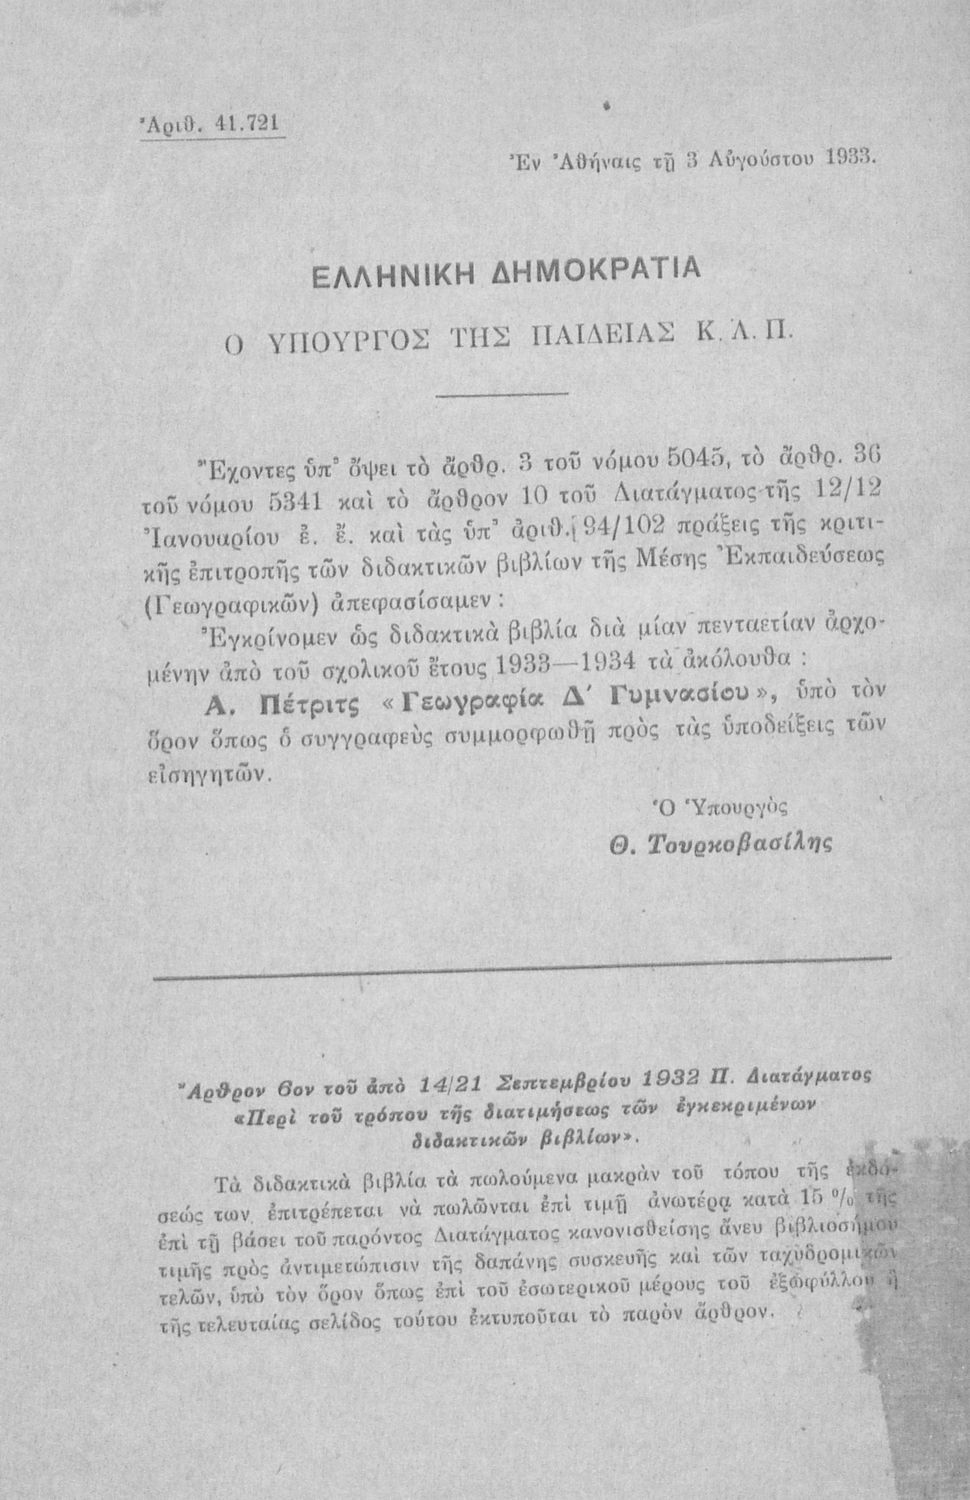 Ἀριθ. 41.721
Ἐν Ἀθήναις τῇ 3 Αὐγούστου 1933.
ΕΛΛΗΝΙΚΗ ΔΗΜΟΚΡΑΤΙΑ
Ο ΥΠΟΥΡΓΟΣ ΤΗΣ ΠΑΙΔΕΙΑΣ Κ. Λ. Π.
Ἔχοντες ὑπ' ὄψει τὸ ἄρθρ. 3 τοῦ νόμου 5045, τὸ ἄρθρ. 36
τοῦ νόμου 5341 καὶ τὸ ἄρθρον 10 τοῦ Διατάγματος τῆς 12/12
Ἰανουαρίου ἐ. ἔ. καὶ τὰς ὑπ' ἀριθ. 94/102 πράξεις τῆς κριτι-
κῆς ἐπιτροπῆς τῶν διδακτικῶν βιβλίων τῆς Μέσης Ἐκπαιδεύσεως
(Γεωγραφικῶν) ἀπεφασίσαμεν :
Ἐγκρίνομεν ὡς διδακτικὰ βιβλία διὰ μίαν πενταετίαν ἀρχο-
μένην ἀπὸ τοῦ σχολικοῦ ἔτους 1933—1934 τὰ ἀκόλουθα :
Α. Πέτριτς «Γεωγραφία Δ' Γυμνασίου», ὑπὸ τὸν
ὅρον ὅπως ὁ συγγραφεὺς συμμορφωθῇ πρὸς τὰς ὑποδείξεις τῶν
εἰσηγητῶν.
Ὁ Ὑπουργὸς
Θ. Τουρκοβασίλης
Ἄρθρον 6ον τοῦ ἀπὸ 14/21 Σεπτεμβρίου 1932 Π. Διατάγματος
«Περὶ τοῦ τρόπου τῆς διατιμήσεως τῶν ἐγκεκριμένων
διδακτικῶν βιβλίων».
Τὰ διδακτικὰ βιβλία τὰ πωλούμενα μακρὰν τοῦ τόπου τῆς ἐκδό-
σεώς των ἐπιτρέπεται νὰ πωλῶνται ἐπὶ τιμῇ ἀνωτέρᾳ κατὰ 15 % τῆς
ἐπὶ τῇ βάσει τοῦ παρόντος Διατάγματος κανονισθείσης ἄνευ βιβλιοσήμου
τιμῆς πρὸς ἀντιμετώπισιν τῆς δαπάνης συσκευῆς καὶ τῶν ταχυδρομικῶν
τελῶν, ὑπὸ τὸν ὅρον ὅπως ἐπὶ τοῦ ἐσωτερικοῦ μέρους τοῦ ἐξωφύλλου ἢ
τῆς τελευταίας σελίδος τούτου ἐκτυποῦται τὸ παρὸν ἄρθρον.